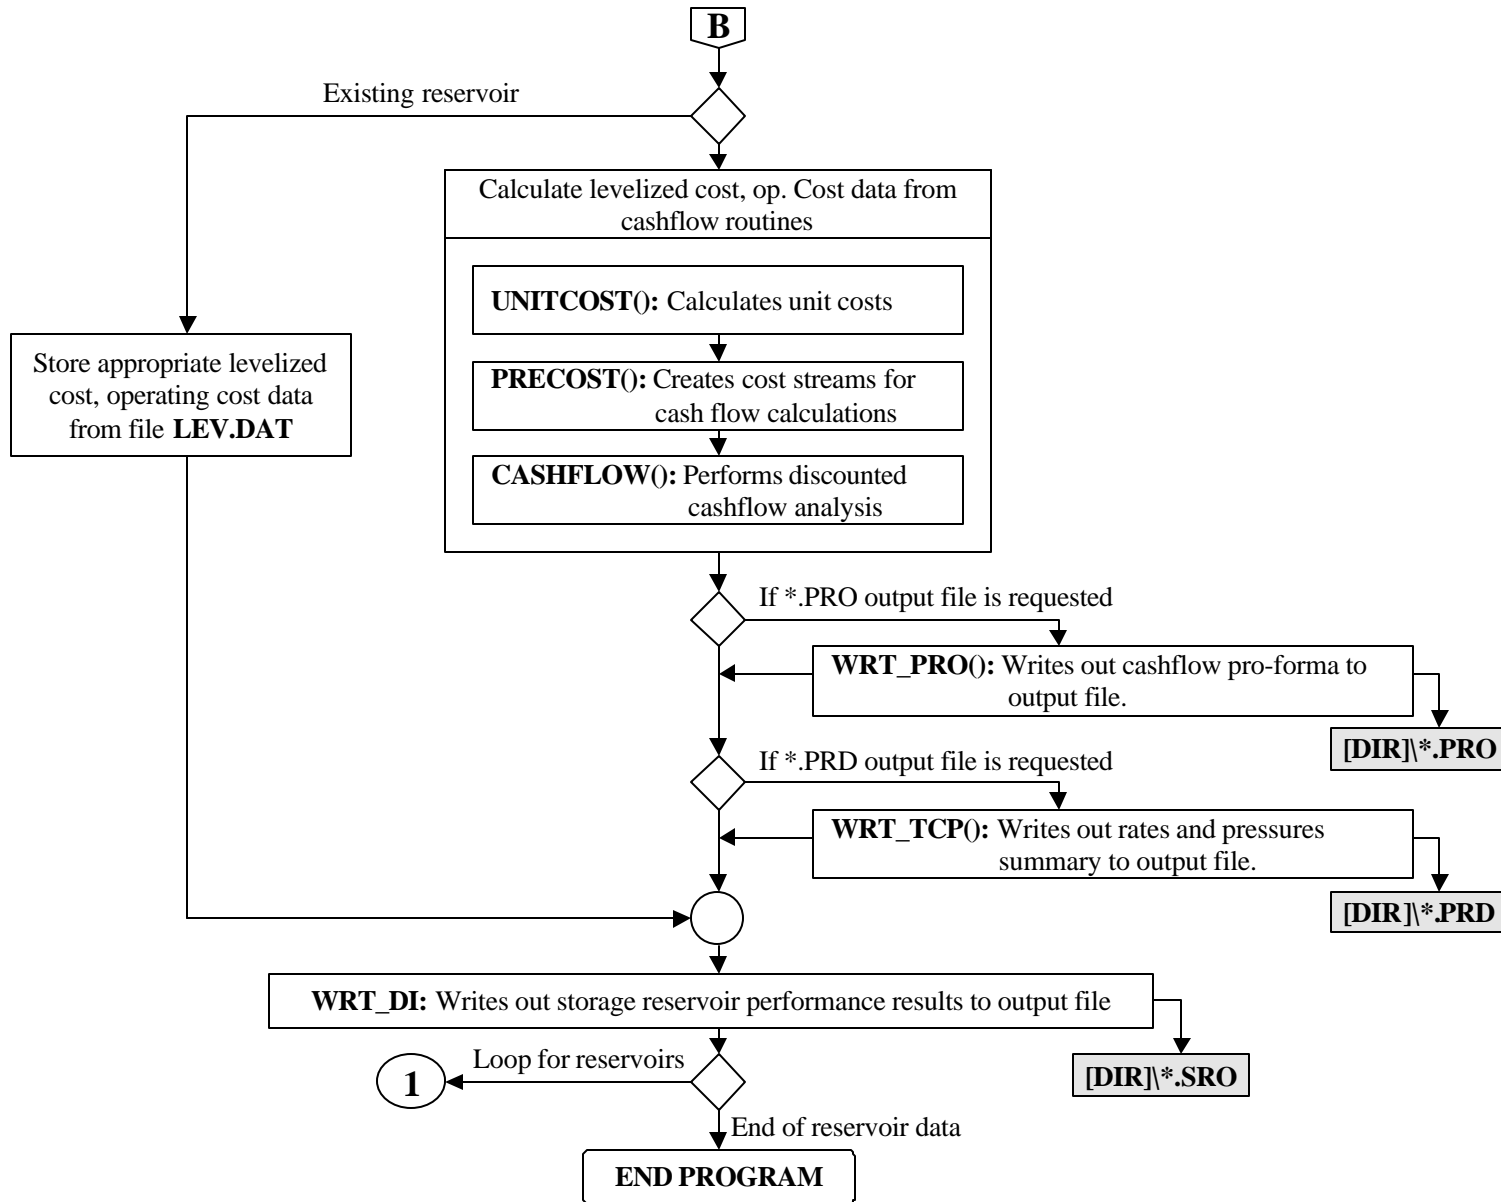 B
Existing reservoir
Calculate levelized cost, op. Cost data from
cashflow routines
UNITCOST(): Calculates unit costs
PRECOST(): Creates cost streams for
cash flow calculations
CASHFLOW(): Performs discounted
cashflow analysis
Store appropriate levelized
cost, operating cost data
from file LEV.DAT
If *.PRO output file is requested
WRT_PRO(): Writes out cashflow pro-forma to
output file.
[DIR]\*.PRO
If *.PRD output file is requested
WRT_TCP(): Writes out rates and pressures
summary to output file.
[DIR]\*.PRD
WRT_DI: Writes out storage reservoir performance results to output file
[DIR]\*.SRO
Loop for reservoirs
1
End of reservoir data
END PROGRAM